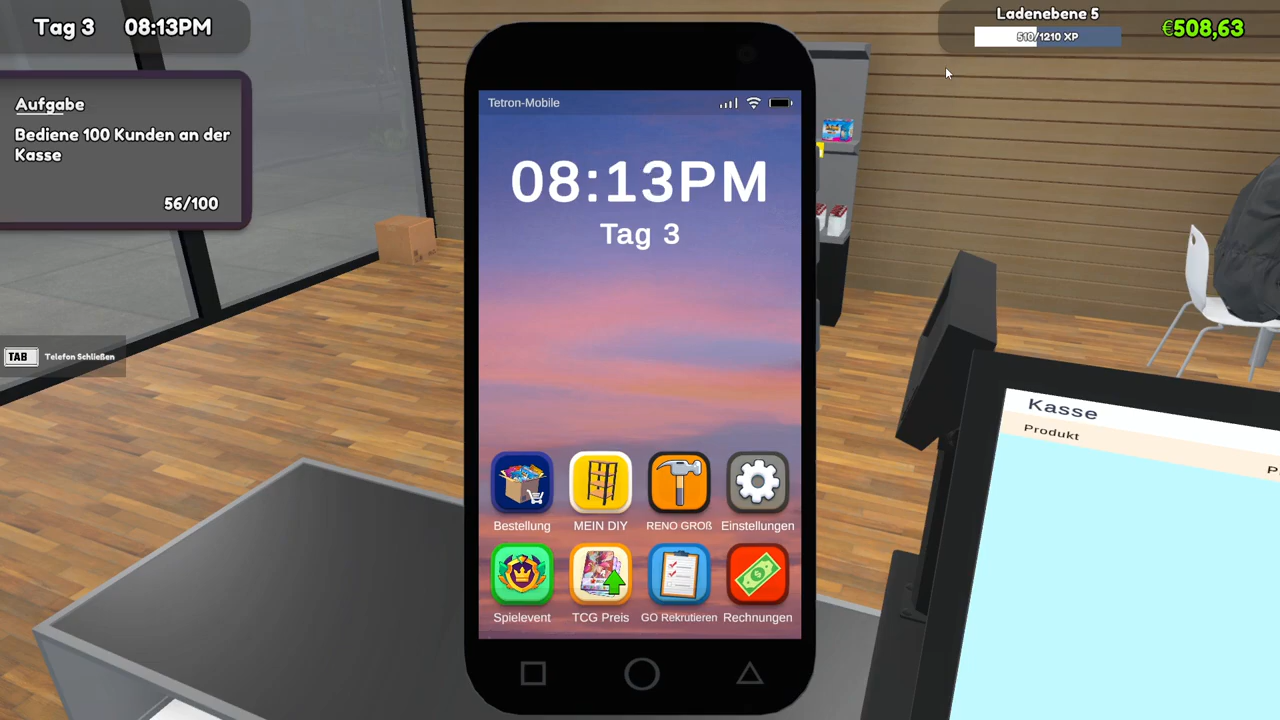 Tag 3 08:13PM
Ladenebene 5
510/1210 XP
€508,63
Aufgabe
Bediene 100 Kunden an der
Kasse
56/100
TAB Telefon Schließen
Tetron-Mobile
08:13PM
Tag 3
Bestellung MEIN DIY RENO GROß Einstellungen
Spielevent TCG Preis GO Rekrutieren Rechnungen
Kasse
Produkt
P